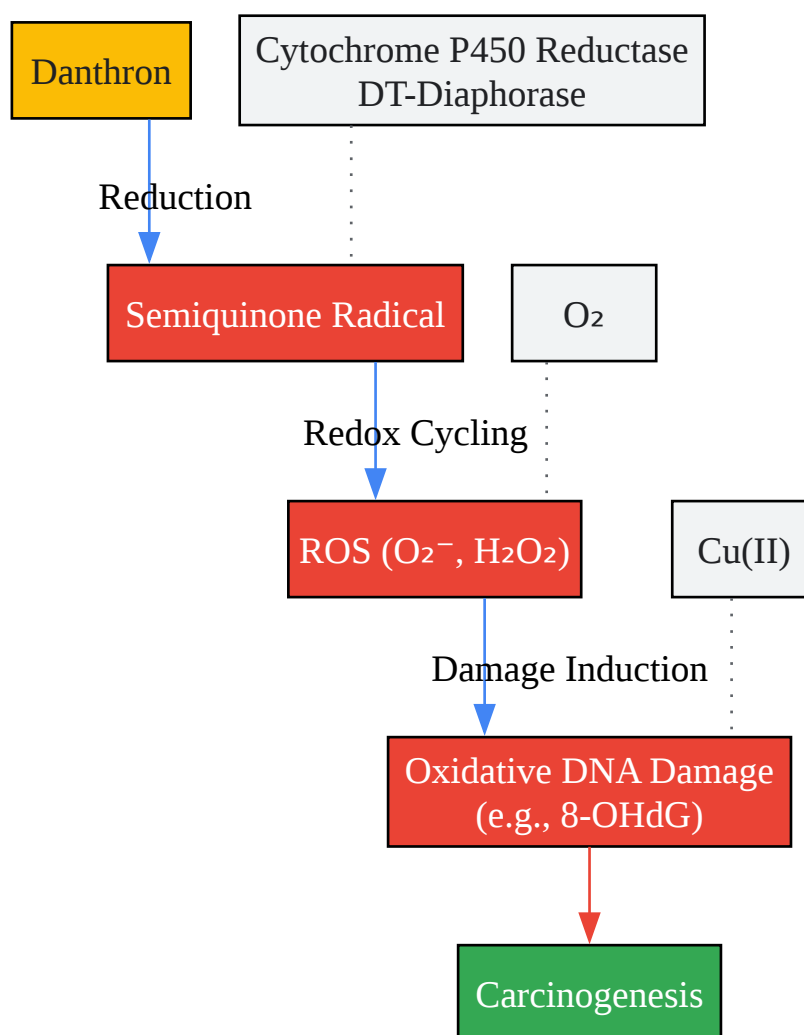 Danthron
Cytochrome P450 Reductase
DT-Diaphorase
Reduction
Semiquinone Radical
O₂
Redox Cycling
ROS (O₂⁻, H₂O₂)
Cu(II)
Damage Induction
Oxidative DNA Damage
(e.g., 8-OHdG)
Carcinogenesis